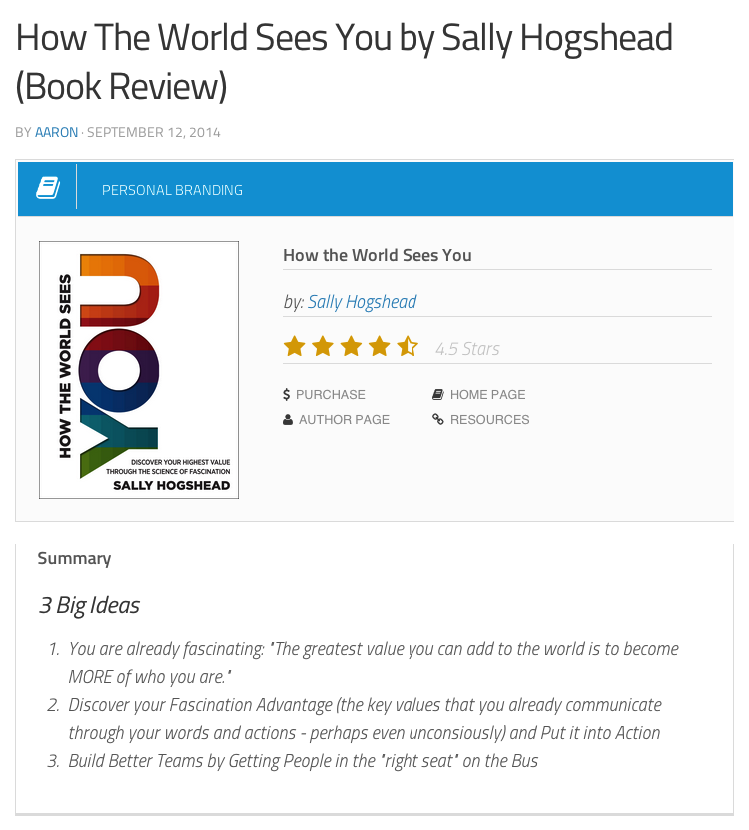 How The World Sees You by Sally Hogshead
(Book Review)
BY AARON · SEPTEMBER 12, 2014
PERSONAL BRANDING
HOW THE WORLD SEES
YOU
DISCOVER YOUR HIGHEST VALUE
THROUGH THE SCIENCE OF FASCINATION
SALLY HOGSHEAD
How the World Sees You
by: Sally Hogshead
4.5 Stars
$ PURCHASE
HOME PAGE
AUTHOR PAGE
RESOURCES
Summary
3 Big Ideas
1. You are already fascinating: "The greatest value you can add to the world is to become
MORE of who you are."
2. Discover your Fascination Advantage (the key values that you already communicate
through your words and actions - perhaps even unconsiously) and Put it into Action
3. Build Better Teams by Getting People in the "right seat" on the Bus